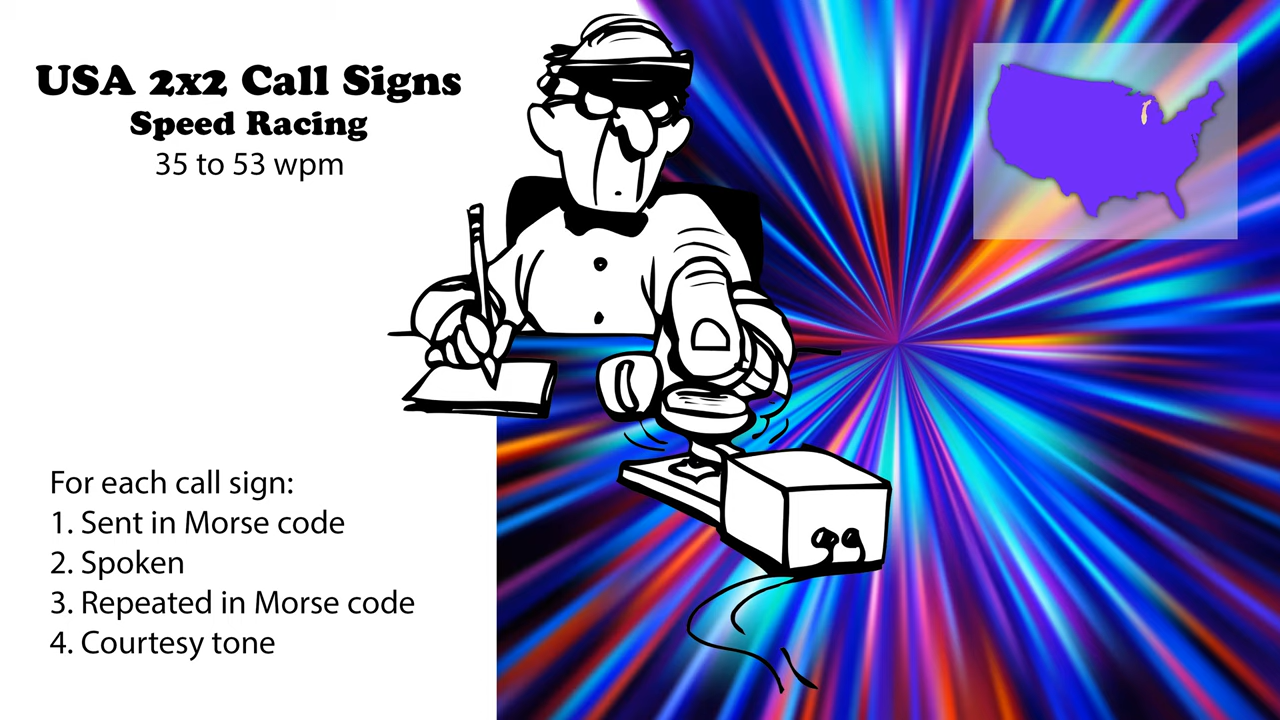 USA 2x2 Call Signs
Speed Racing
35 to 53 wpm
For each call sign:
1. Sent in Morse code
2. Spoken
3. Repeated in Morse code
4. Courtesy tone